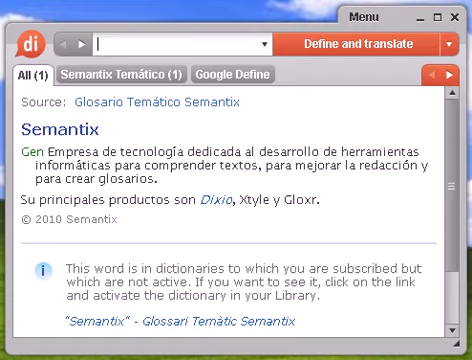 Menu
di
Define and translate
All (1)
Semantix Temático (1)
Google Define
Source: Glosario Temático Semantix
Semantix
Gen Empresa de tecnología dedicada al desarrollo de herramientas
informáticas para comprender textos, para mejorar la redacción y
para crear glosarios.
Su principales productos son Dixio, Xtyle y Gloxr.
© 2010 Semantix
i
This word is in dictionaries to which you are subscribed but
which are not active. If you want to see it, click on the link
and activate the dictionary in your Library.
"Semantix" - Glossari Temàtic Semantix